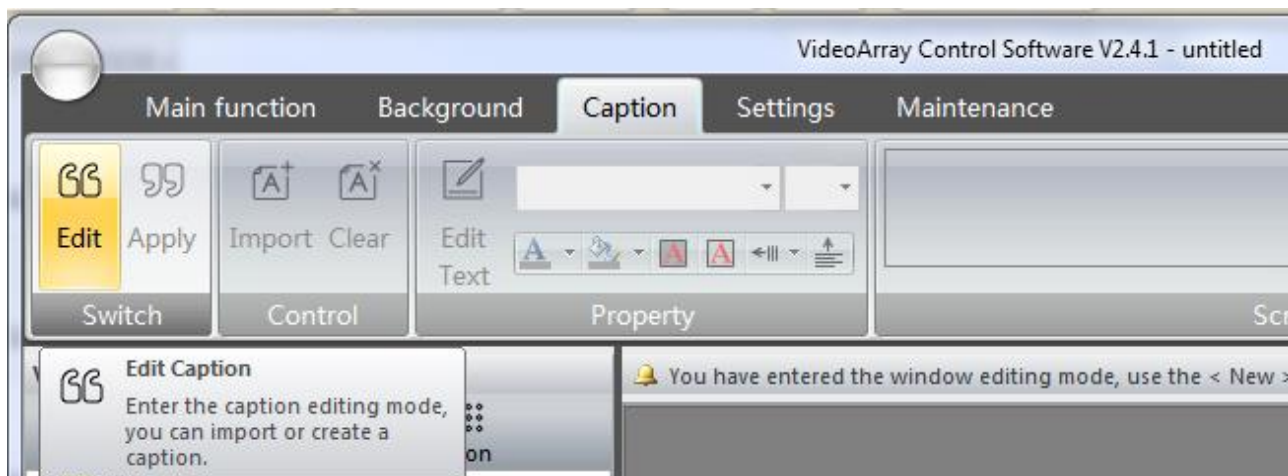 VideoArray Control Software V2.4.1 - untitled
Main function Background Caption Settings Maintenance
Edit Apply Import Clear Edit Text
Switch Control Property
Edit Caption
Enter the caption editing mode,
you can import or create a
caption.
You have entered the window editing mode, use the < New >